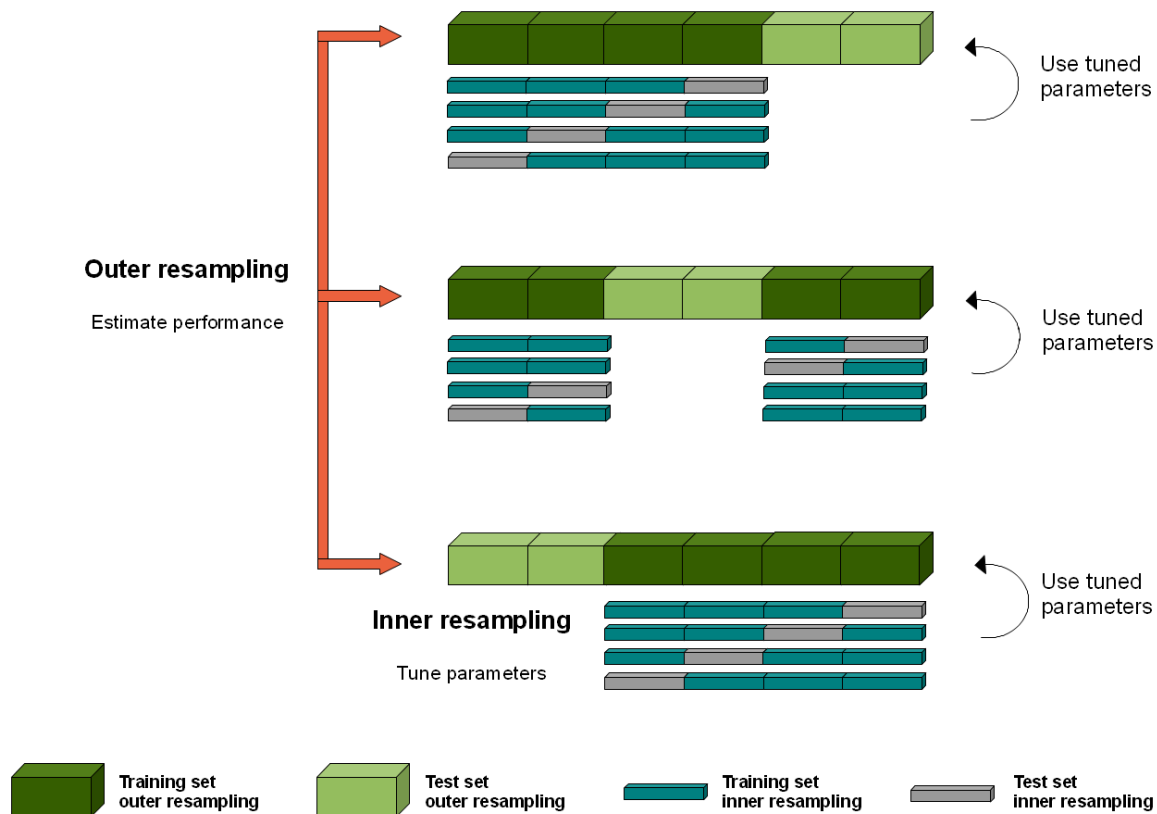 Use tuned
parameters
Outer resampling
Estimate performance
Use tuned
parameters
Inner resampling
Tune parameters
Use tuned
parameters
Training set
outer resampling
Test set
outer resampling
Training set
inner resampling
Test set
inner resampling